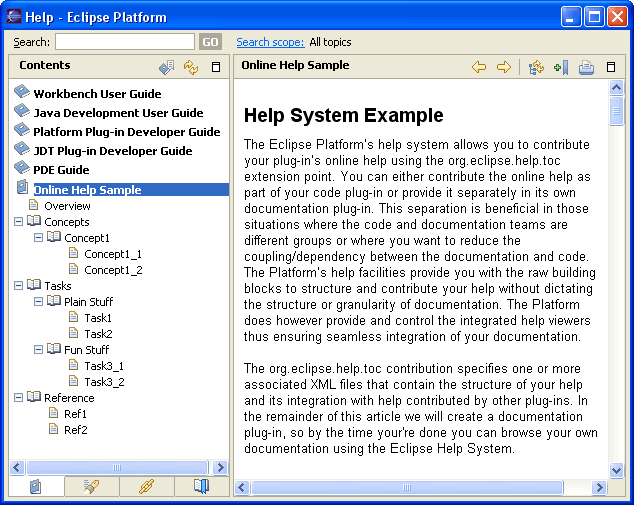 Help - Eclipse Platform
Search: GO Search scope: All topics
Contents
Workbench User Guide
Java Development User Guide
Platform Plug-in Developer Guide
JDT Plug-in Developer Guide
PDE Guide
Online Help Sample
Overview
Concepts
Concept1
Concept1_1
Concept1_2
Tasks
Plain Stuff
Task1
Task2
Fun Stuff
Task3_1
Task3_2
Reference
Ref1
Ref2
Online Help Sample
Help System Example
The Eclipse Platform's help system allows you to contribute
your plug-in's online help using the org.eclipse.help.toc
extension point. You can either contribute the online help as
part of your code plug-in or provide it separately in its own
documentation plug-in. This separation is beneficial in those
situations where the code and documentation teams are
different groups or where you want to reduce the
coupling/dependency between the documentation and code.
The Platform's help facilities provide you with the raw building
blocks to structure and contribute your help without dictating
the structure or granularity of documentation. The Platform
does however provide and control the integrated help viewers
thus ensuring seamless integration of your documentation.
The org.eclipse.help.toc contribution specifies one or more
associated XML files that contain the structure of your help
and its integration with help contributed by other plug-ins. In
the remainder of this article we will create a documentation
plug-in, so by the time your're done you can browse your own
documentation using the Eclipse Help System.